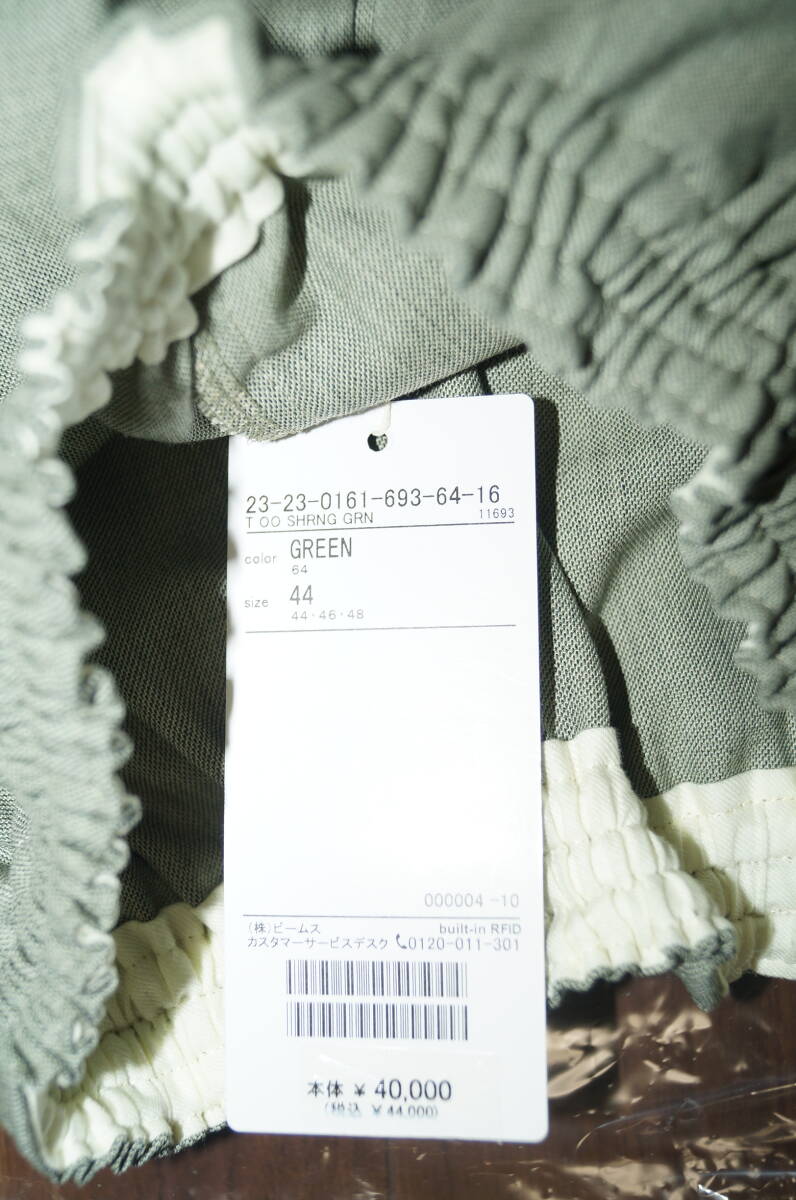 23-23-0161-693-64-16
T OO SHRNG GRN 11693
color GREEN
64
size 44
44・46・48
000004 -10
(株)ビームス built-in RFID
カスタマーサービスデスク 0120-011-301
本体 ¥ 40,000
(税込 ¥ 44,000)